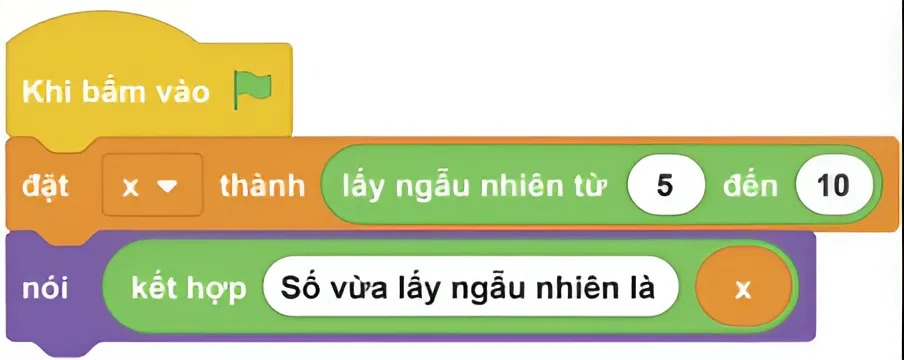 Khi bấm vào
đặt x thành lấy ngẫu nhiên từ 5 đến 10
nói kết hợp Số vừa lấy ngẫu nhiên là x